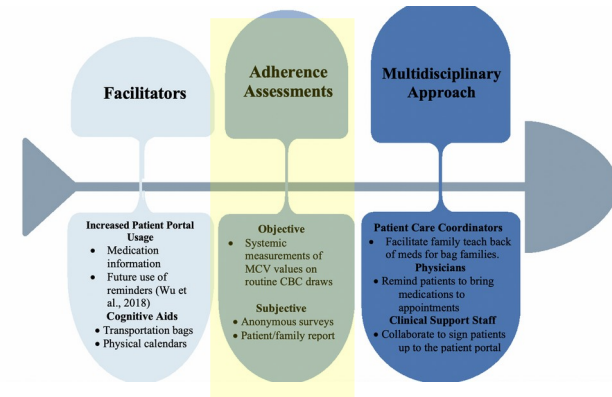 Facilitators
Adherence
Assessments
Multidisciplinary
Approach
Increased Patient Portal
Usage
• Medication
information
• Future use of
reminders (Wu et
al., 2018)
Cognitive Aids
• Transportation bags
• Physical calendars
Objective
• Systemic
measurements of
MCV values on
routine CBC draws
Subjective
• Anonymous surveys
• Patient/family report
Patient Care Coordinators
• Facilitate family teach back
of meds for bag families.
Physicians
• Remind patients to bring
medications to
appointments
Clinical Support Staff
• Collaborate to sign patients
up to the patient portal